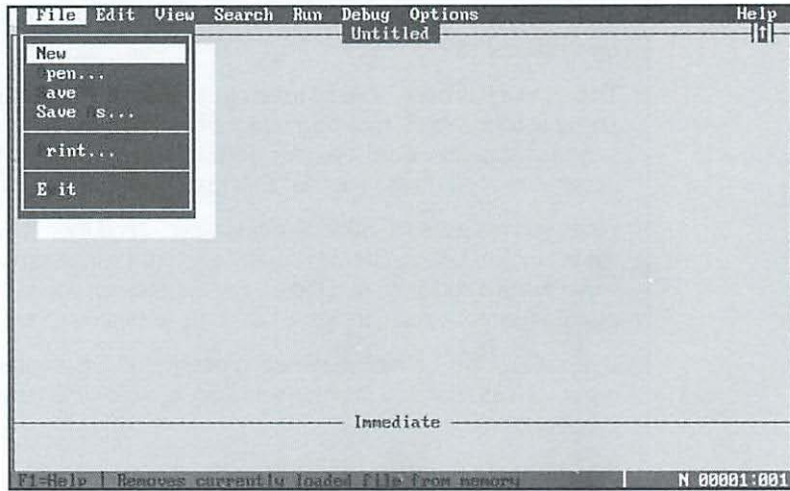 File Edit View Search Run Debug Options Help
Untitled
New
pen...
ave
Save s...
rint...
E it
Immediate
F1=Help | Removes currently loaded file from memory N 00001:001